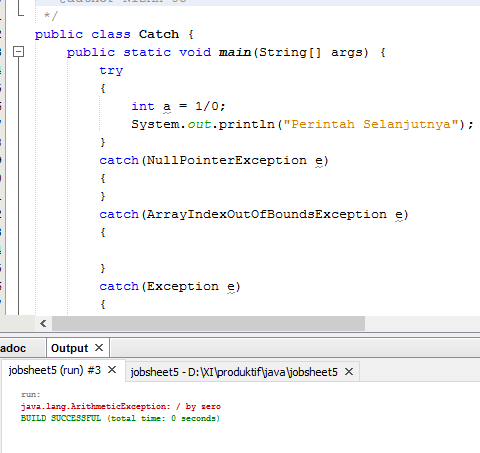 */
public class Catch {
public static void main(String[] args) {
try
{
int a = 1/0;
System.out.println("Perintah Selanjutnya");
}
catch(NullPointerException e)
{
}
catch(ArrayIndexOutOfBoundsException e)
{
}
catch(Exception e)
{
adoc Output
jobsheet5 (run) #3 jobsheet5 - D:\XI\produktif\java\jobsheet5
run:
java.lang.ArithmeticException: / by zero
BUILD SUCCESSFUL (total time: 0 seconds)